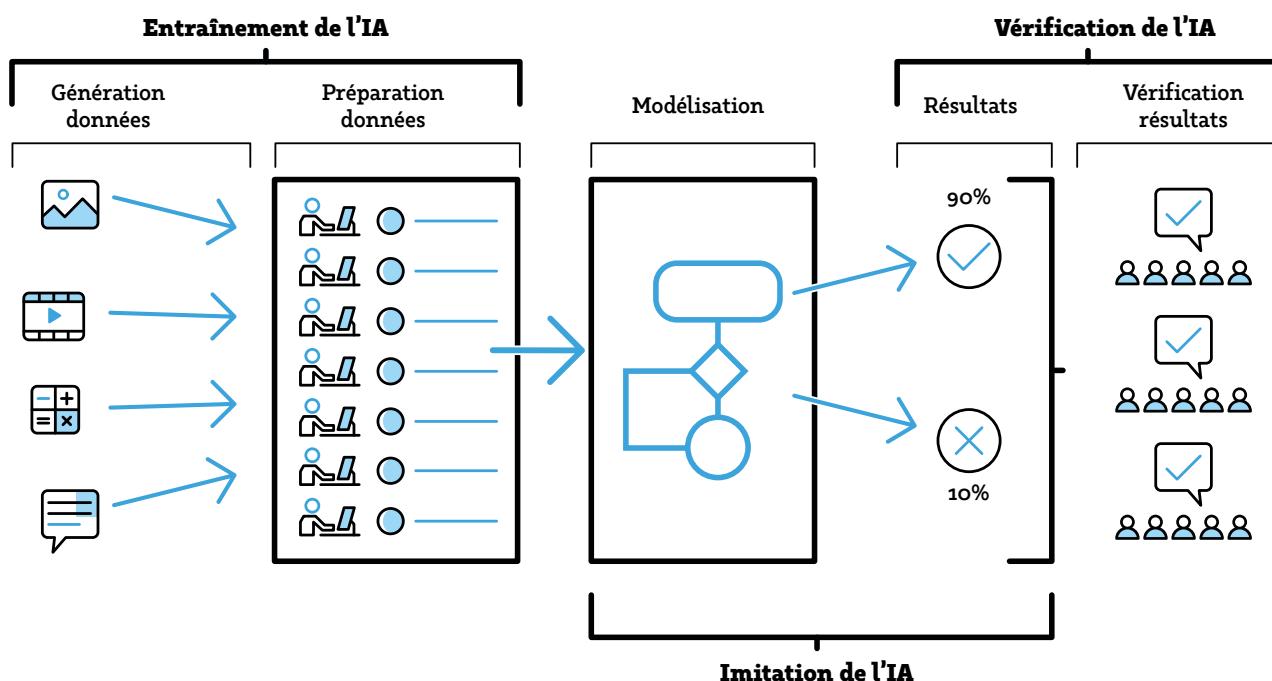 Entraînement de l'IA
Vérification de l'IA
Génération
données
Préparation
données
Modélisation
Résultats
Vérification
résultats
90%
10%
Imitation de l'IA